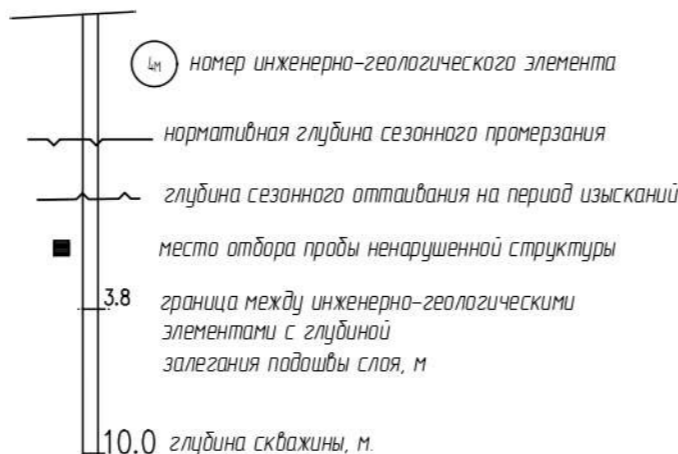 4м номер инженерно-геологического элемента
нормативная глубина сезонного промерзания
глубина сезонного оттаивания на период изысканий
место отбора пробы ненарушенной структуры
3.8 граница между инженерно-геологическими
элементами с глубиной
залегания подошвы слоя, м
10.0 глубина скважины, м.